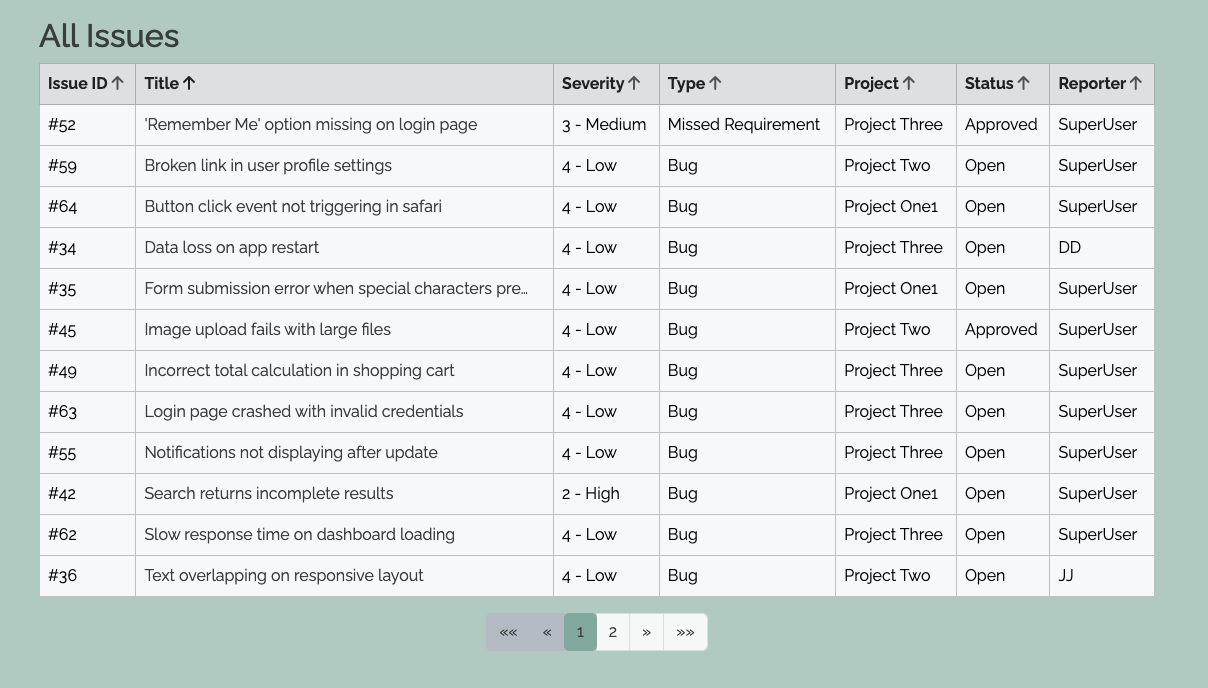 All Issues
Issue ID ↑ Title ↑ Severity ↑ Type ↑ Project ↑ Status ↑ Reporter ↑
#52 'Remember Me' option missing on login page 3 - Medium Missed Requirement Project Three Approved SuperUser
#59 Broken link in user profile settings 4 - Low Bug Project Two Open SuperUser
#64 Button click event not triggering in safari 4 - Low Bug Project One1 Open SuperUser
#34 Data loss on app restart 4 - Low Bug Project Three Open DD
#35 Form submission error when special characters pre... 4 - Low Bug Project One1 Open SuperUser
#45 Image upload fails with large files 4 - Low Bug Project Two Approved SuperUser
#49 Incorrect total calculation in shopping cart 4 - Low Bug Project Three Open SuperUser
#63 Login page crashed with invalid credentials 4 - Low Bug Project Three Open SuperUser
#55 Notifications not displaying after update 4 - Low Bug Project Three Open SuperUser
#42 Search returns incomplete results 2 - High Bug Project One1 Open SuperUser
#62 Slow response time on dashboard loading 4 - Low Bug Project Three Open SuperUser
#36 Text overlapping on responsive layout 4 - Low Bug Project Two Open JJ
«« « 1 2 » »»